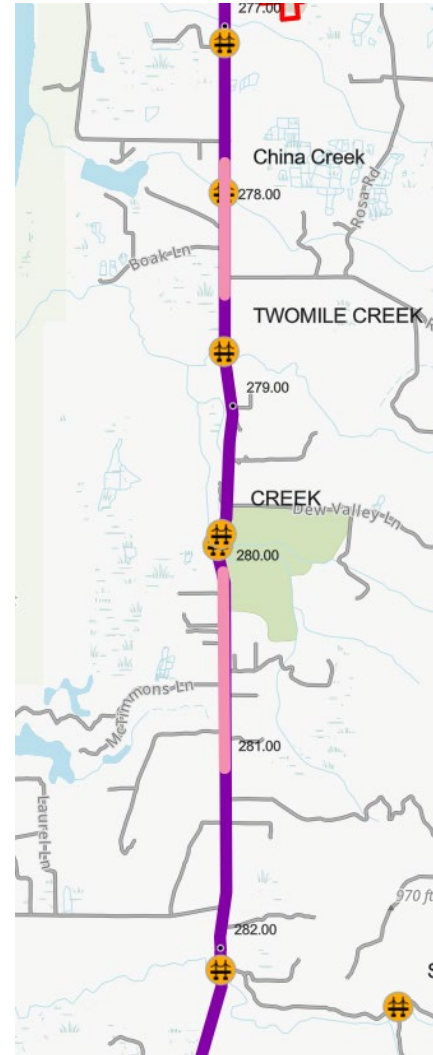 277.00
China Creek
278.00
Rosa Rd
Boak Ln
TWOMILE CREEK
R
279.00
CREEK
Dew Valley Ln
280.00
McTimmons Ln
281.00
Laurel Ln
970 ft
282.00
S